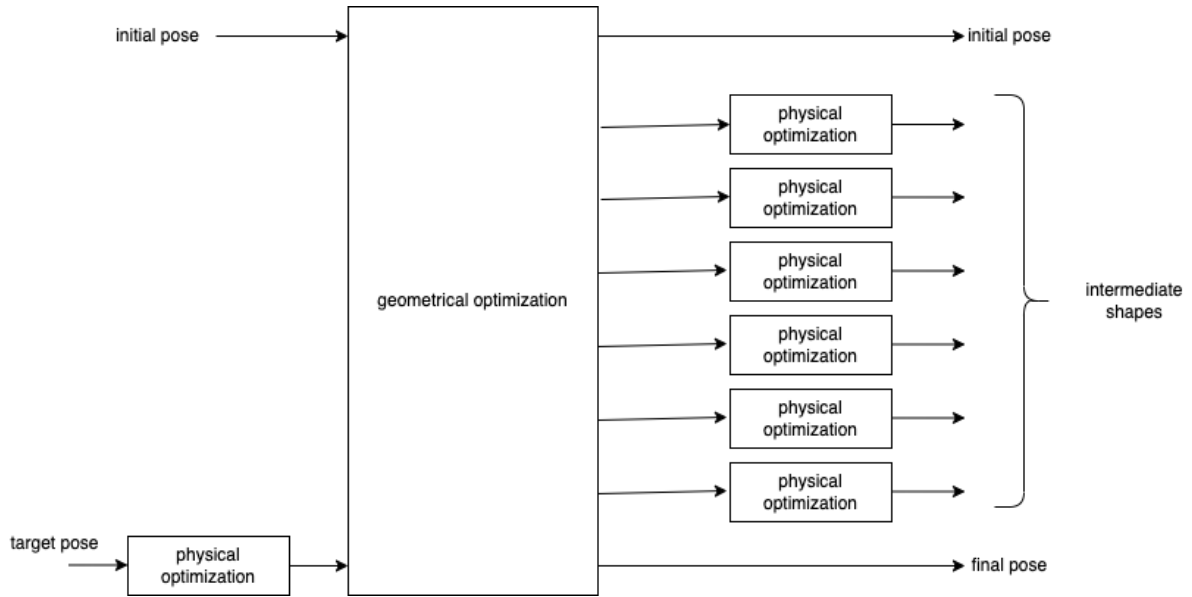 initial pose
initial pose
physical
optimization
physical
optimization
physical
optimization
geometrical optimization
intermediate
shapes
physical
optimization
physical
optimization
physical
optimization
target pose
physical
optimization
final pose